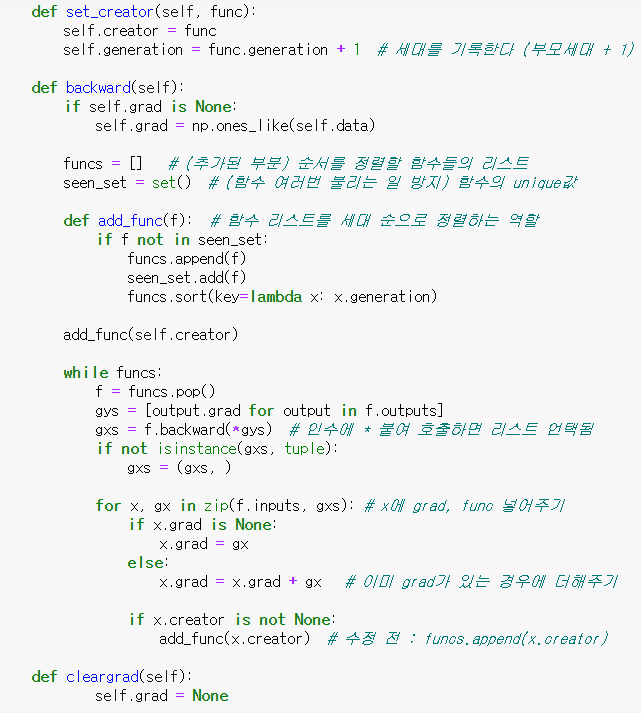 def set_creator(self, func):
    self.creator = func
    self.generation = func.generation + 1  # 세대를 기록한다 (부모세대 + 1)

def backward(self):
    if self.grad is None:
        self.grad = np.ones_like(self.data)

    funcs = []   # (추가된 부분) 순서를 정렬할 함수들의 리스트
    seen_set = set()  # (함수 여러번 불리는 일 방지) 함수의 unique값

    def add_func(f):  # 함수 리스트를 세대 순으로 정렬하는 역할
        if f not in seen_set:
            funcs.append(f)
            seen_set.add(f)
            funcs.sort(key=lambda x: x.generation)

    add_func(self.creator)

    while funcs:
        f = funcs.pop()
        gys = [output.grad for output in f.outputs]
        gxs = f.backward(*gys)  # 인수에 * 붙여 호출하면 리스트 언택됨
        if not isinstance(gxs, tuple):
            gxs = (gxs, )

        for x, gx in zip(f.inputs, gxs): # x에 grad, func 넣어주기
            if x.grad is None:
                x.grad = gx
            else:
                x.grad = x.grad + gx   # 이미 grad가 있는 경우에 더해주기

            if x.creator is not None:
                add_func(x.creator)  # 수정 전 : funcs.append(x.creator)

def cleargrad(self):
        self.grad = None